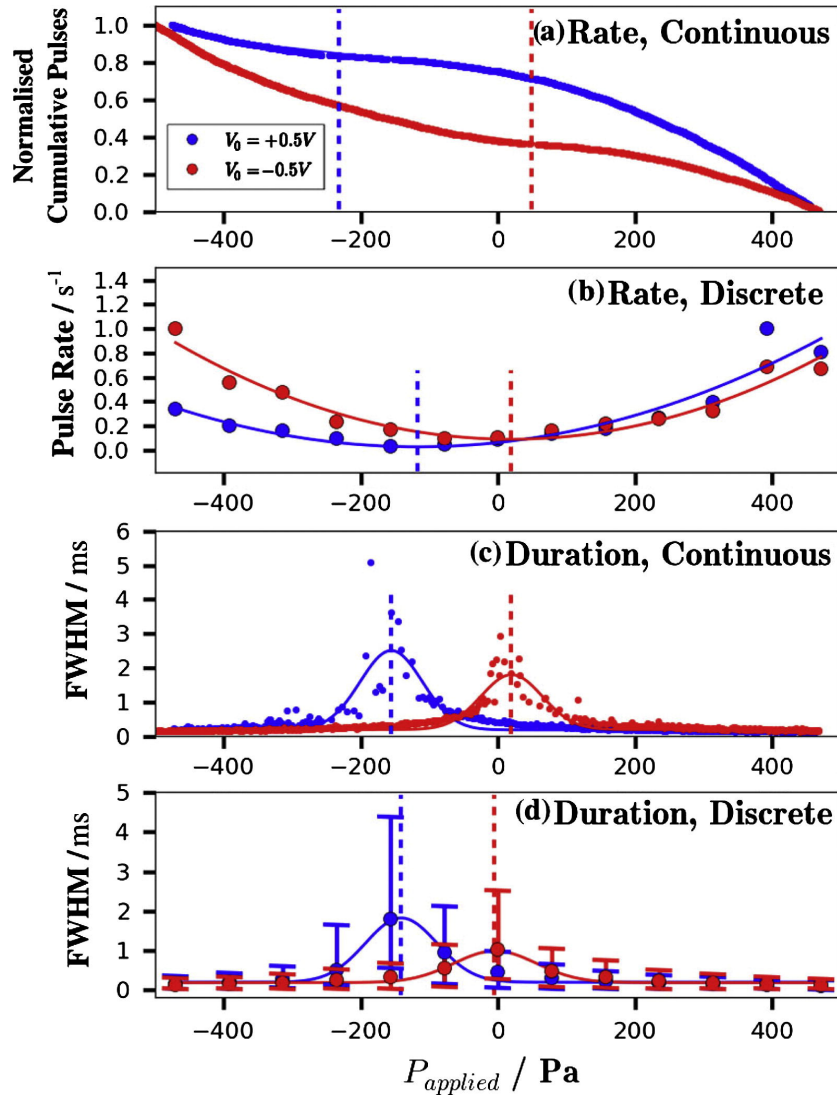 (a) Rate, Continuous
Normalised
Cumulative Pulses
1.0
0.8
0.6
0.4
0.2
0.0
V₀ = +0.5V
V₀ = −0.5V
−400 −200 0 200 400
(b) Rate, Discrete
Pulse Rate / s⁻¹
1.4
1.2
1.0
0.8
0.6
0.4
0.2
0.0
−400 −200 0 200 400
(c) Duration, Continuous
FWHM / ms
6
5
4
3
2
1
0
−400 −200 0 200 400
(d) Duration, Discrete
FWHM / ms
5
4
3
2
1
0
−400 −200 0 200 400
P_applied / Pa